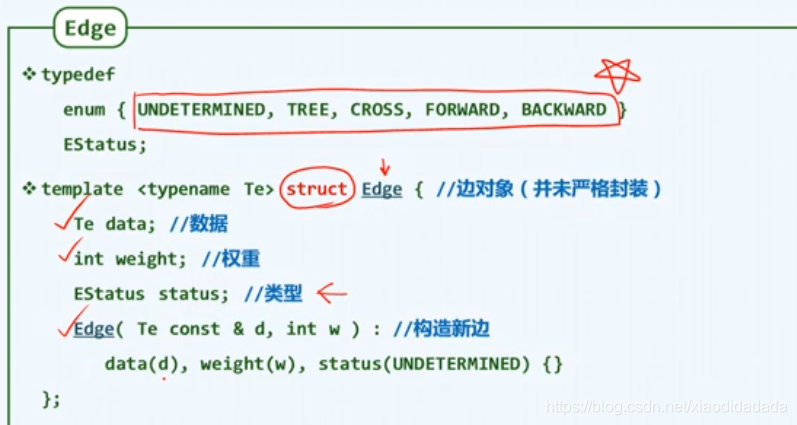 Edge
❖ typedef
enum { UNDETERMINED, TREE, CROSS, FORWARD, BACKWARD }
EStatus;
❖ template <typename Te> struct Edge { //边对象（并未严格封装）
Te data; //数据
int weight; //权重
EStatus status; //类型
Edge( Te const & d, int w ) : //构造新边
data(d), weight(w), status(UNDETERMINED) {}
};
https://blog.csdn.net/xiaodidadada